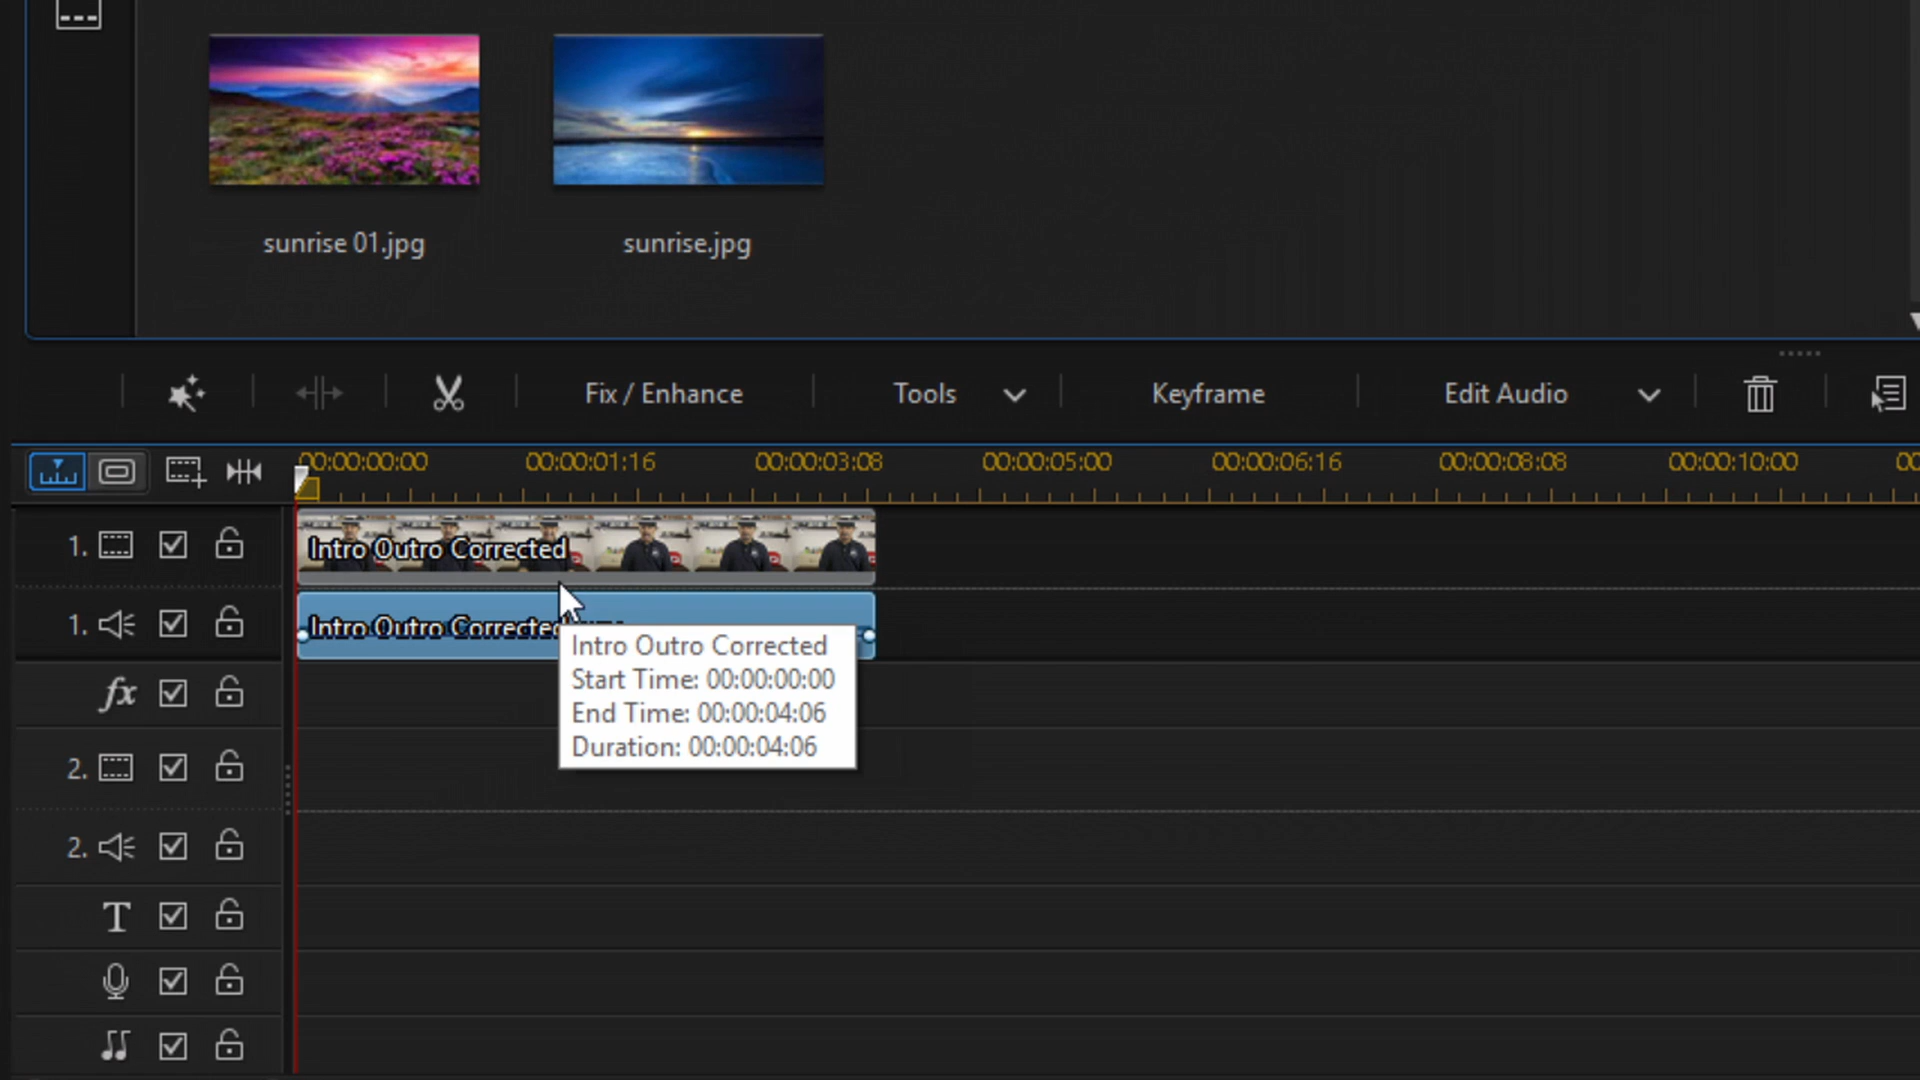 sunrise 01.jpg
sunrise.jpg
Fix / Enhance
Tools
Keyframe
Edit Audio
00:00:00:00
00:00:01:16
00:00:03:08
00:00:05:00
00:00:06:16
00:00:08:08
00:00:10:00
00
1.
Intro Outro Corrected
1.
Intro Outro Corrected
Intro Outro Corrected
Start Time: 00:00:00:00
End Time: 00:00:04:06
Duration: 00:00:04:06
fx
2.
2.
T